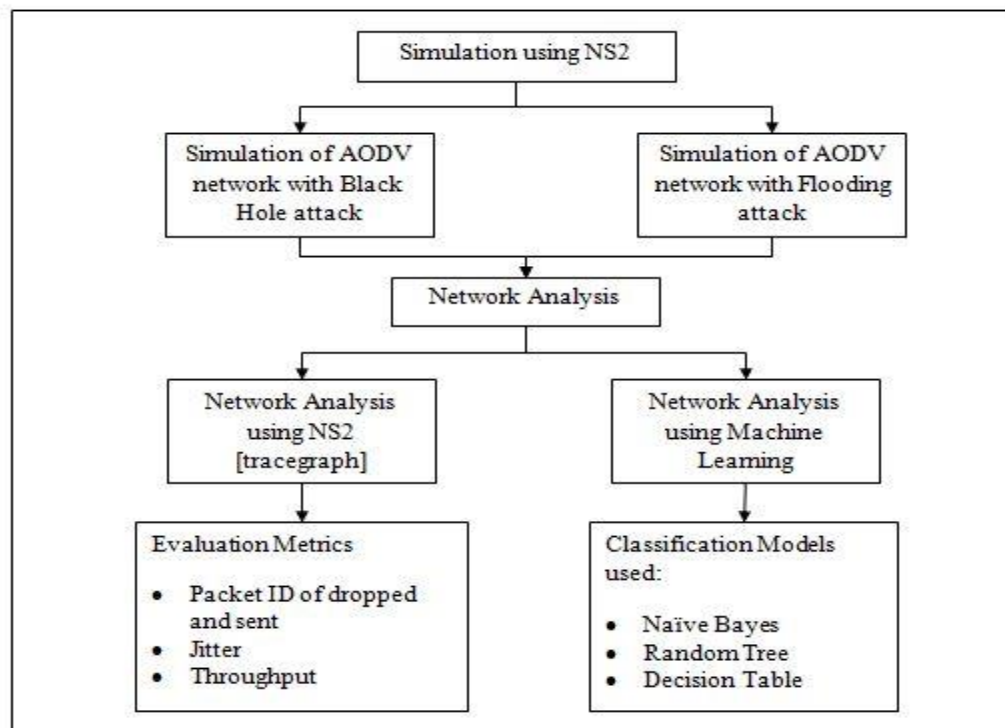 Simulation using NS2
Simulation of AODV
network with Black
Hole attack
Simulation of AODV
network with Flooding
attack
Network Analysis
Network Analysis
using NS2
[tracegraph]
Network Analysis
using Machine
Learning
Evaluation Metrics
• Packet ID of dropped
and sent
• Jitter
• Throughput
Classification Models
used:
• Naïve Bayes
• Random Tree
• Decision Table